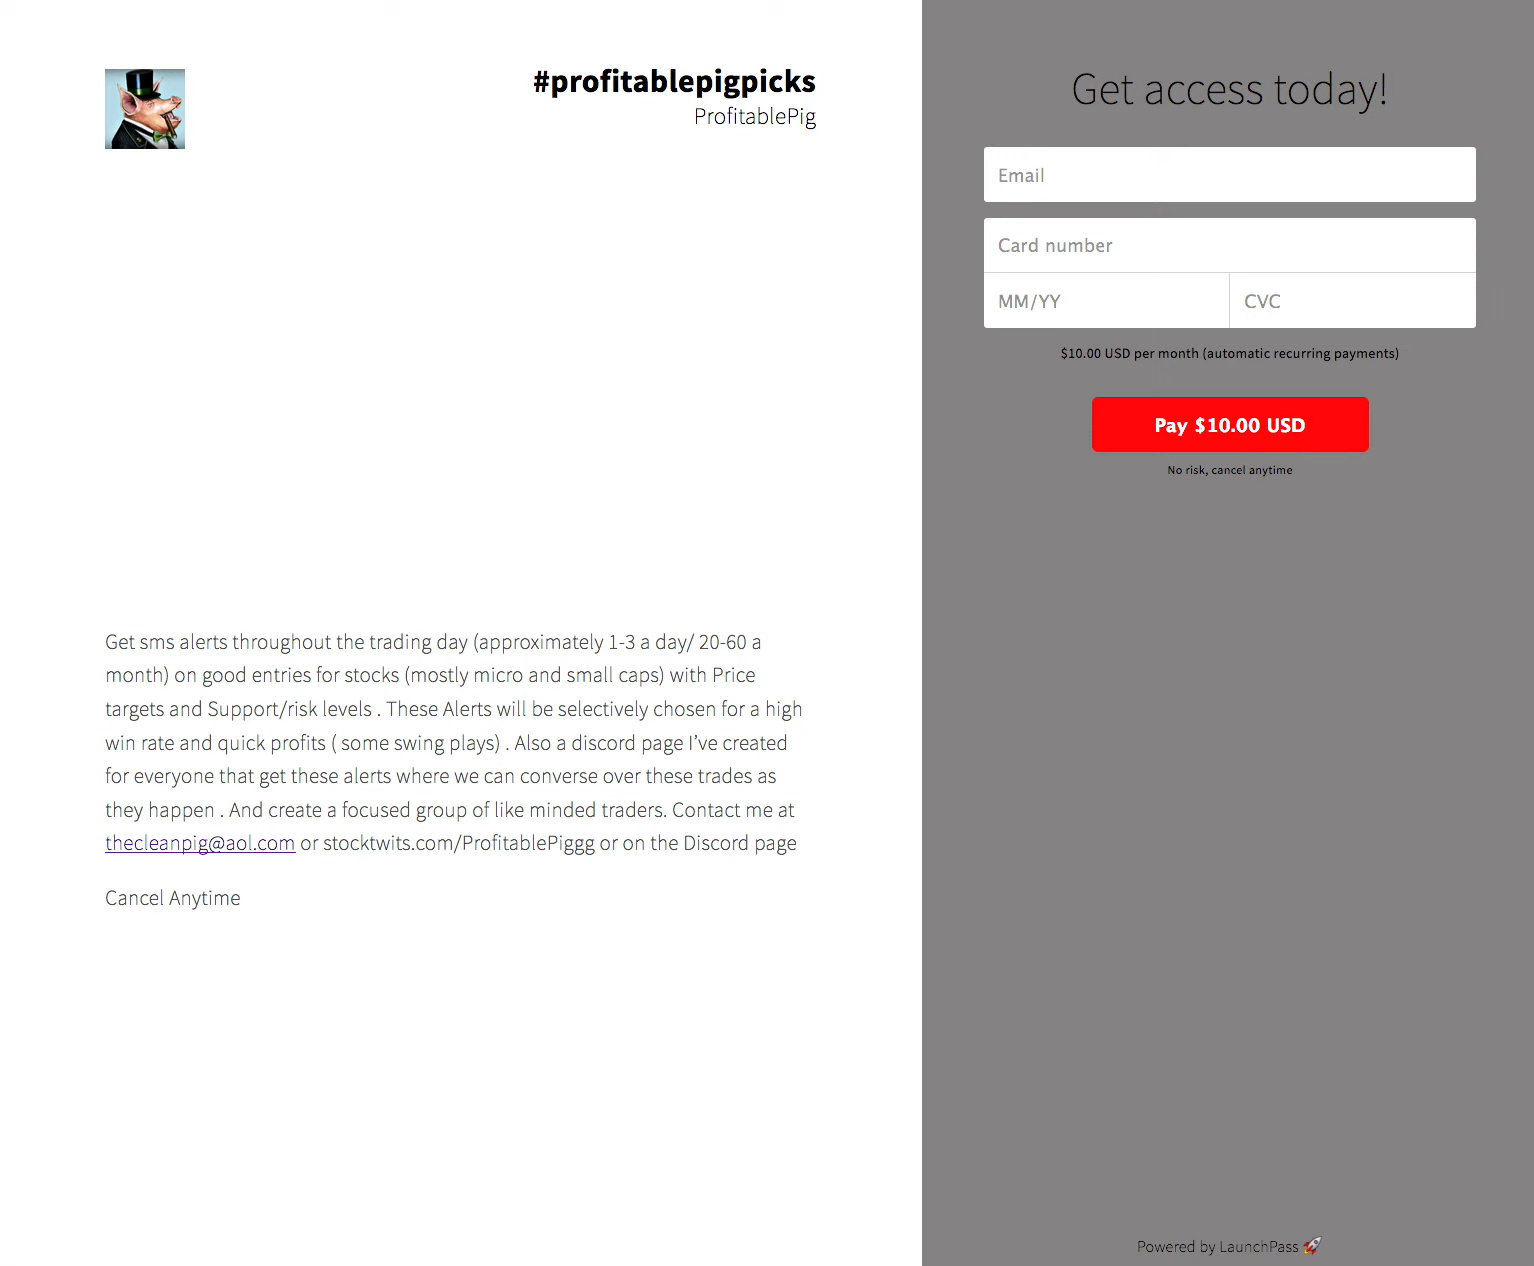 #profitablepigpicks
ProfitablePig
Get sms alerts throughout the trading day (approximately 1-3 a day/ 20-60 a
month) on good entries for stocks (mostly micro and small caps) with Price
targets and Support/risk levels . These Alerts will be selectively chosen for a high
win rate and quick profits ( some swing plays) . Also a discord page I’ve created
for everyone that get these alerts where we can converse over these trades as
they happen . And create a focused group of like minded traders. Contact me at
thecleanpig@aol.com or stocktwits.com/ProfitablePiggg or on the Discord page
Cancel Anytime
Get access today!
Email
Card number
MM/YY
CVC
$10.00 USD per month (automatic recurring payments)
Pay $10.00 USD
No risk, cancel anytime
Powered by LaunchPass 🚀